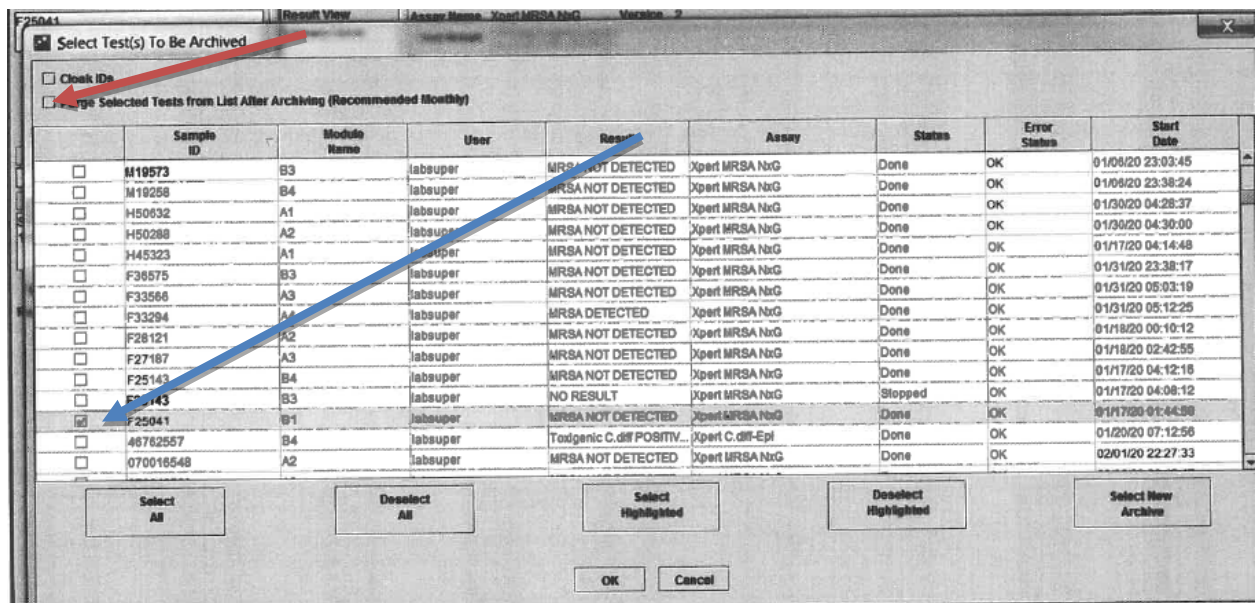 F25041 Result View Assay Name Xpert MRSA NxG Version 2
Select Test(s) To Be Archived X
Cloak IDs
Selected Tests from List After Archiving (Recommended Monthly)
Sample ID Module Name User Result Assay Status Error Status Start Date
M19573 B3 labsuper MRSA NOT DETECTED Xpert MRSA NxG Done OK 01/06/20 23:03:45
M19258 B4 labsuper MRSA NOT DETECTED Xpert MRSA NxG Done OK 01/06/20 23:38:24
H50632 A1 labsuper MRSA NOT DETECTED Xpert MRSA NxG Done OK 01/30/20 04:28:37
H50288 A2 labsuper MRSA NOT DETECTED Xpert MRSA NxG Done OK 01/30/20 04:30:00
H45323 A1 labsuper MRSA NOT DETECTED Xpert MRSA NxG Done OK 01/17/20 04:14:48
F36575 B3 labsuper MRSA NOT DETECTED Xpert MRSA NxG Done OK 01/31/20 23:38:17
F33566 A3 labsuper MRSA NOT DETECTED Xpert MRSA NxG Done OK 01/31/20 05:03:19
F33294 A4 labsuper MRSA DETECTED Xpert MRSA NxG Done OK 01/31/20 05:12:25
F28121 A2 labsuper MRSA NOT DETECTED Xpert MRSA NxG Done OK 01/18/20 00:10:12
F27187 A3 labsuper MRSA NOT DETECTED Xpert MRSA NxG Done OK 01/18/20 02:42:55
F25143 B4 labsuper MRSA NOT DETECTED Xpert MRSA NxG Done OK 01/17/20 04:12:18
B3 labsuper NO RESULT Xpert MRSA NxG Stopped OK 01/17/20 04:08:12
F25041 B1 labsuper MRSA NOT DETECTED Xpert MRSA NxG Done OK 01/17/20 01:44:58
46762557 B4 labsuper Toxigenic C.diff POSITIV... Xpert C.diff-Epi Done OK 01/20/20 07:12:56
070016548 A2 labsuper MRSA NOT DETECTED Xpert MRSA NxG Done OK 02/01/20 22:27:33
Select All Deselect All Select Highlighted Deselect Highlighted Select New Archive
OK Cancel